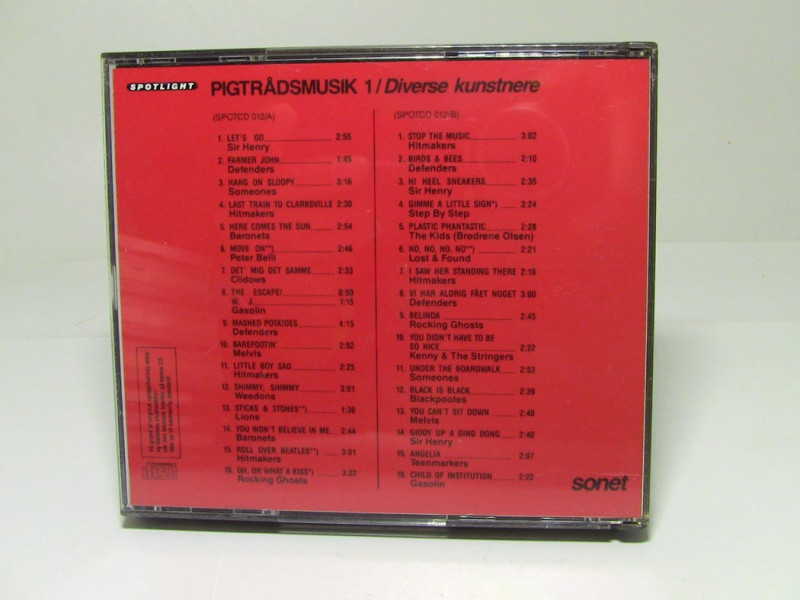 SPOTLIGHT
PIGTRÅDSMUSIK 1/Diverse kunstnere
(SPOTCD 012/A)
1. LET'S GO 2:55
Sir Henry
2. FARMER JOHN 1:45
Defenders
3. HANG ON SLOOPY 3:16
Someones
4. LAST TRAIN TO CLARKSVILLE 2:30
Hitmakers
5. HERE COMES THE SUN 2:54
Baronets
6. MOVE ON**) 2:46
Peter Belli
7. DET' MIG DET SAMME 2:33
Clidows
8. THE ESCAPE/ 0:50
W. J. 1:15
Gasolin
9. MASHED POTATOES 4:15
Defenders
10. BAREFOOTIN' 2:52
Melvis
11. LITTLE BOY SAD 2:25
Hitmakers
12. SHIMMY, SHIMMY 3:01
Weedons
13. STICKS & STONES**) 1:30
Lions
14. YOU WON'T BELIEVE IN ME 2:44
Baronets
15. ROLL OVER BEATLES**) 3:01
Hitmakers
16. OH, OH WHAT A KISS*) 3:22
Rocking Ghosts
(SPOTCD 012/B)
1. STOP THE MUSIC 3:02
Hitmakers
2. BIRDS & BEES 2:10
Defenders
3. HI HEEL SNEAKERS 2:35
Sir Henry
4. GIMME A LITTLE SIGN*) 3:24
Step By Step
5. PLASTIC PHANTASTIC 2:28
The Kids (Brødrene Olsen)
6. NO, NO, NO, NO**) 2:21
Lost & Found
7. I SAW HER STANDING THERE 2:16
Hitmakers
8. VI HAR ALDRIG FÅET NOGET 3:00
Defenders
9. BELINDA 2:45
Rocking Ghosts
10. YOU DIDN'T HAVE TO BE
SO NICE 2:22
Kenny & The Stringers
11. UNDER THE BOARDWALK 2:53
Someones
12. BLACK IS BLACK 2:39
Blackpooles
13. YOU CAN'T SIT DOWN 2:40
Melvis
14. GIDDY UP A DING DONG 2:48
Sir Henry
15. ANGELIA 2:07
Teenmarkers
16. CHILD OF INSTITUTION 2:22
Gasolin
sonet